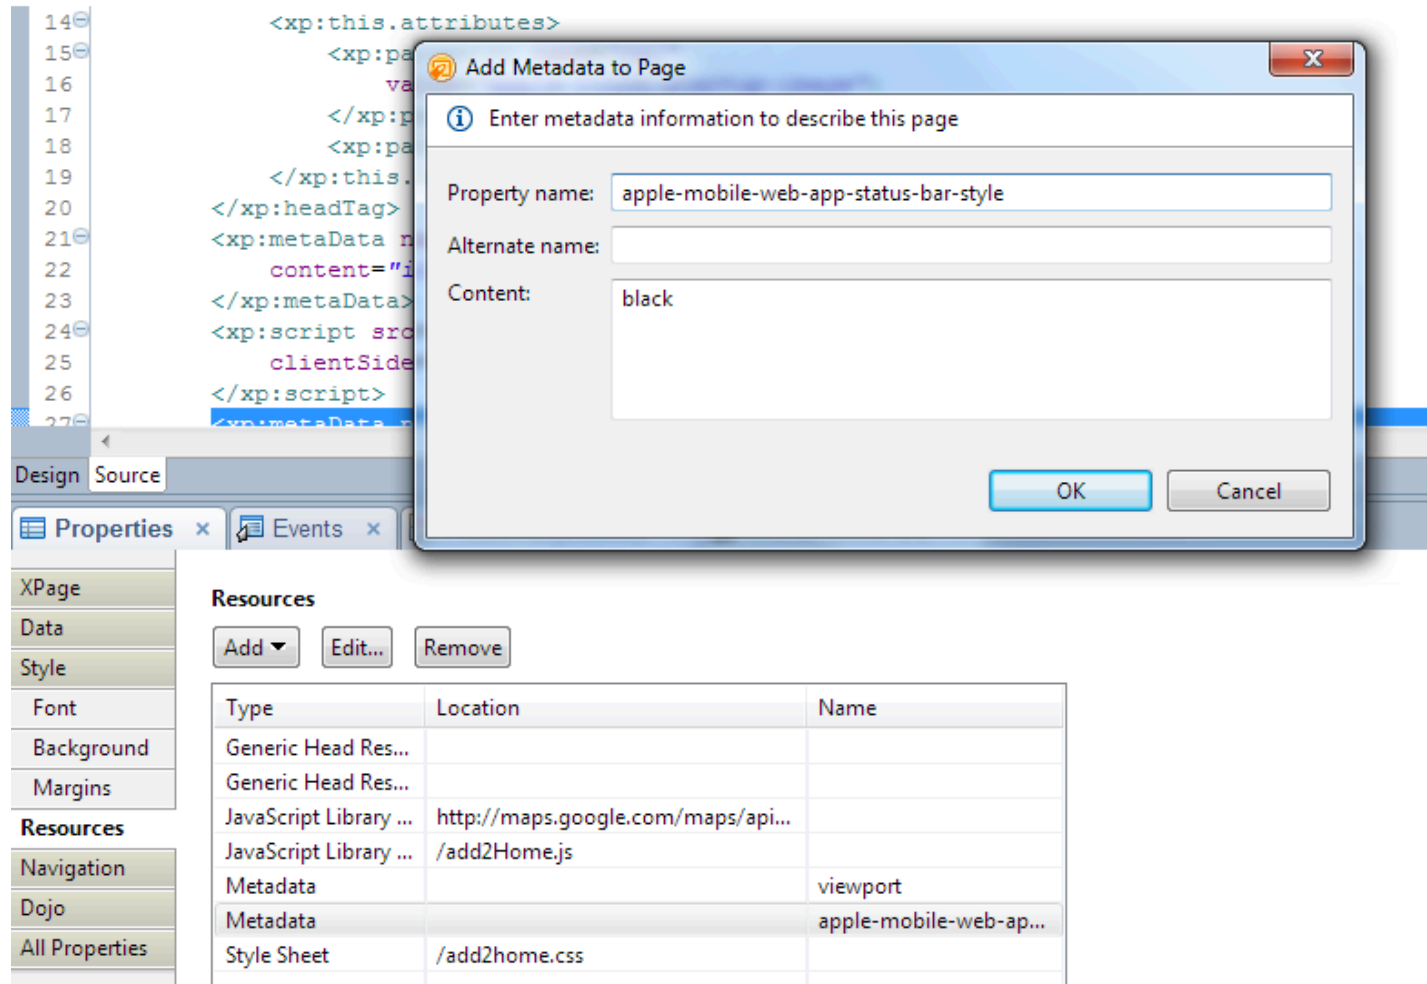 14 <xp:this.attributes>
15 <xp:pa
16 va
17 </xp:p
18 <xp:pa
19 </xp:this.
20 </xp:headTag>
21 <xp:metaData n
22 content="i
23 </xp:metaData>
24 <xp:script src
25 clientSide
26 </xp:script>
27 <xp:metaData n
Add Metadata to Page
Enter metadata information to describe this page
Property name: apple-mobile-web-app-status-bar-style
Alternate name:
Content: black
OK Cancel
Design Source
Properties Events
XPage
Data
Style
Font
Background
Margins
Resources
Navigation
Dojo
All Properties
Resources
Add Edit... Remove
Type Location Name
Generic Head Res...
Generic Head Res...
JavaScript Library ... http://maps.google.com/maps/api...
JavaScript Library ... /add2Home.js
Metadata viewport
Metadata apple-mobile-web-ap...
Style Sheet /add2home.css